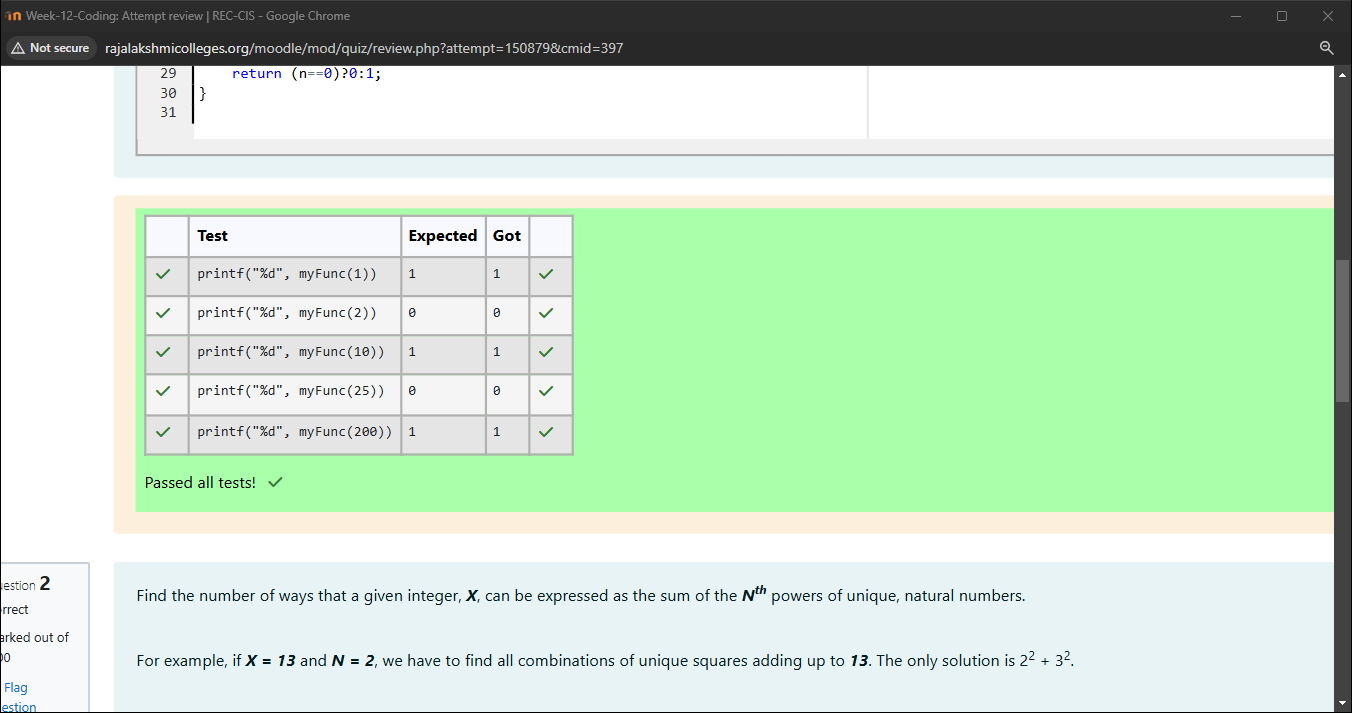 Week-12-Coding: Attempt review | REC-CIS - Google Chrome
Not secure rajalakshmicolleges.org/moodle/mod/quiz/review.php?attempt=150879&cmid=397
29 return (n==0)?0:1;
30 }
31
Test Expected Got
printf("%d", myFunc(1)) 1 1
printf("%d", myFunc(2)) 0 0
printf("%d", myFunc(10)) 1 1
printf("%d", myFunc(25)) 0 0
printf("%d", myFunc(200)) 1 1
Passed all tests!
estion 2
rrect
arked out of
00
Flag
estion
Find the number of ways that a given integer, X, can be expressed as the sum of the Nth powers of unique, natural numbers.
For example, if X = 13 and N = 2, we have to find all combinations of unique squares adding up to 13. The only solution is 2² + 3².